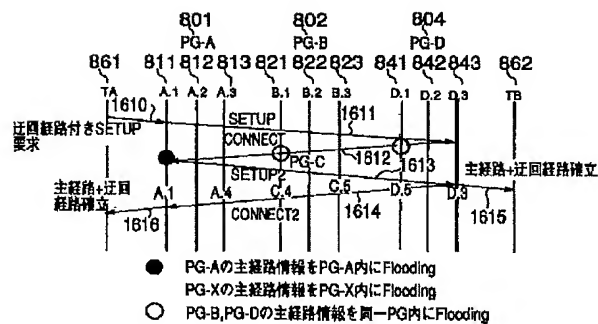 801 802 804
PG-A PG-B PG-D
861 811 812 813 821 822 823 841 842 843 862
TA A.1 A.2 A.3 B.1 B.2 B.3 D.1 D.2 D.3 TB
1610 SETUP 1611
迂回経路付きSETUP
要求
CONNECT
PG-C 1612 1613
SETUP2
主経路+迂回経路確立
主経路+迂回
経路確立
A.1 A.4 C.4 C.5 D.5 D.3
1616 CONNECT2 1614 1615
● PG-Aの主経路情報をPG-A内にFlooding
PG-Xの主経路情報をPG-X内にFlooding
○ PG-B,PG-Dの主経路情報を同一PG内にFlooding